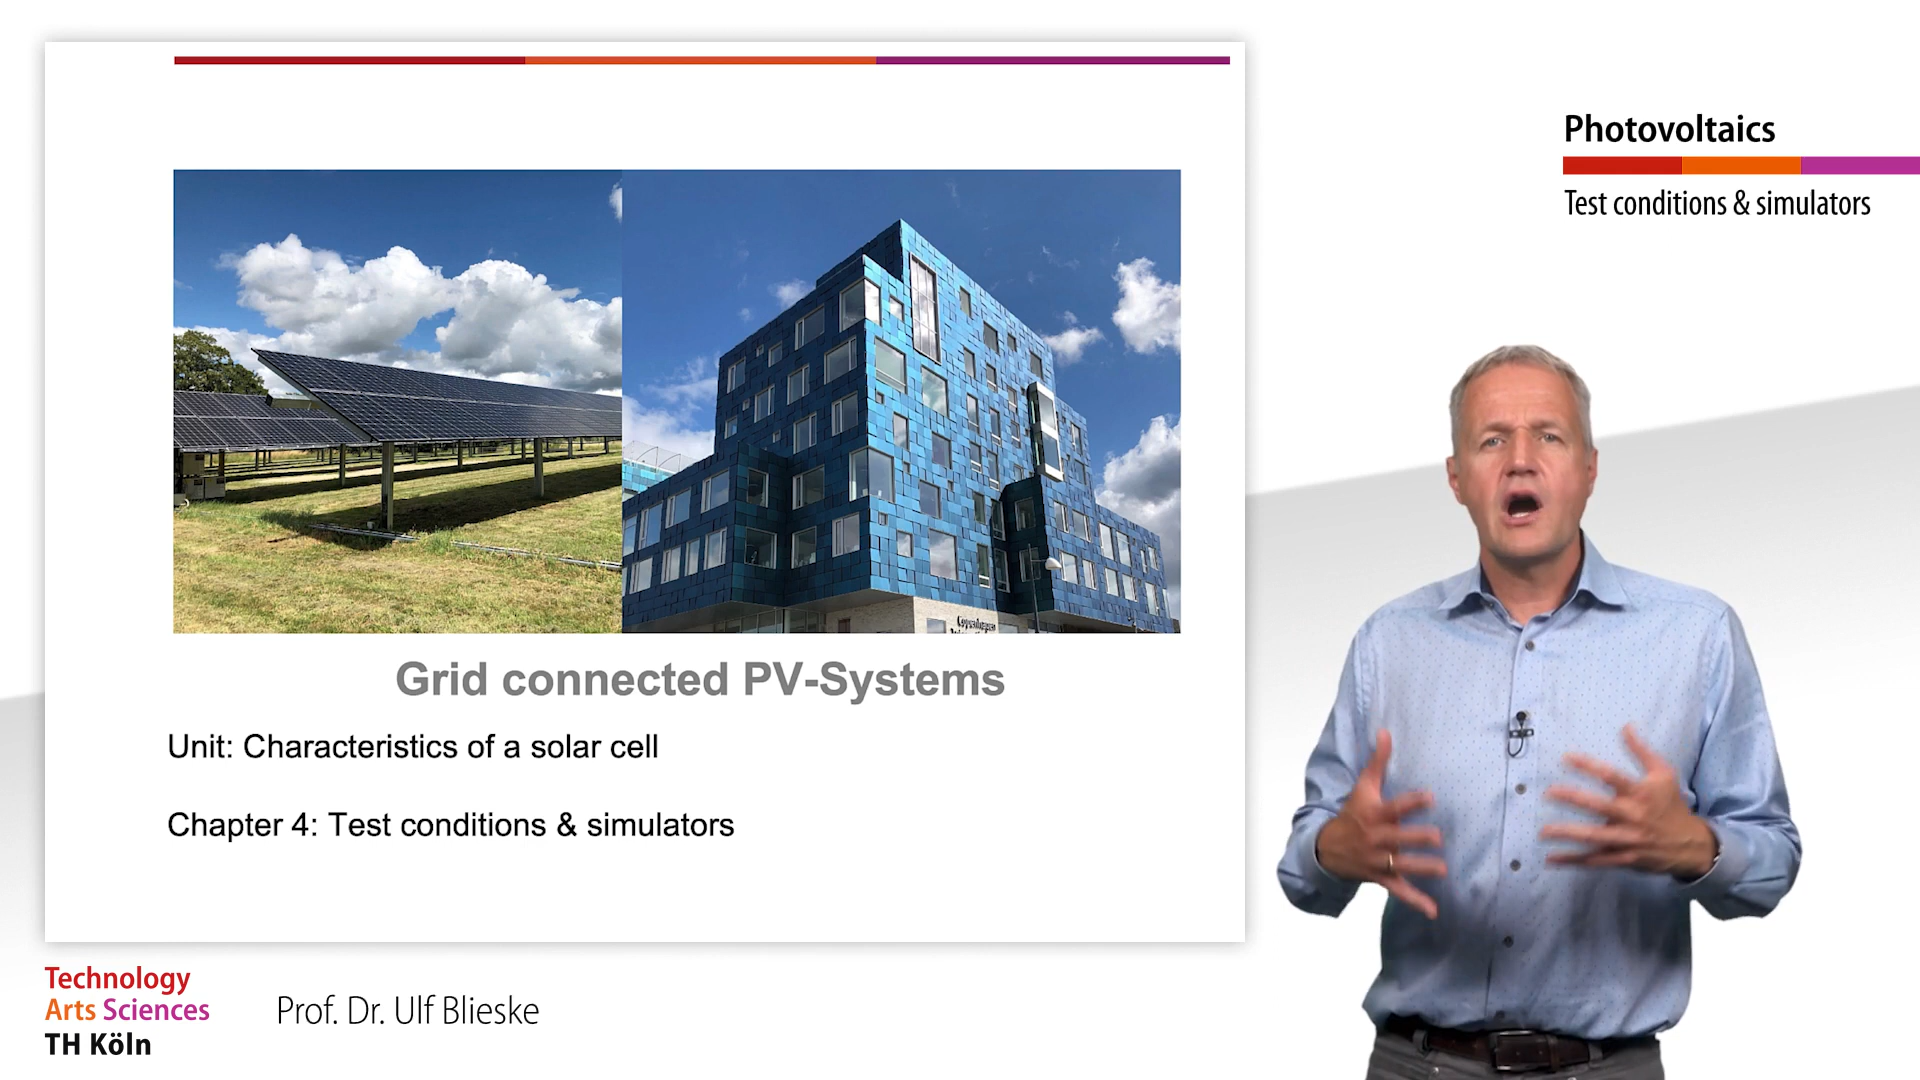 Photovoltaics
Test conditions & simulators
Copenhagen
Grid connected PV-Systems
Unit: Characteristics of a solar cell
Chapter 4: Test conditions & simulators
Technology
Arts Sciences
TH Köln
Prof. Dr. Ulf Blieske